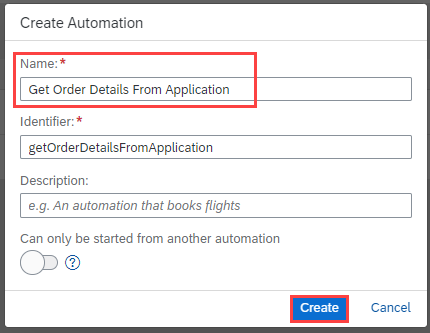 Create Automation
Name:*
Get Order Details From Application
Identifier:*
getOrderDetailsFromApplication
Description:
e.g. An automation that books flights
Can only be started from another automation
?
Create Cancel